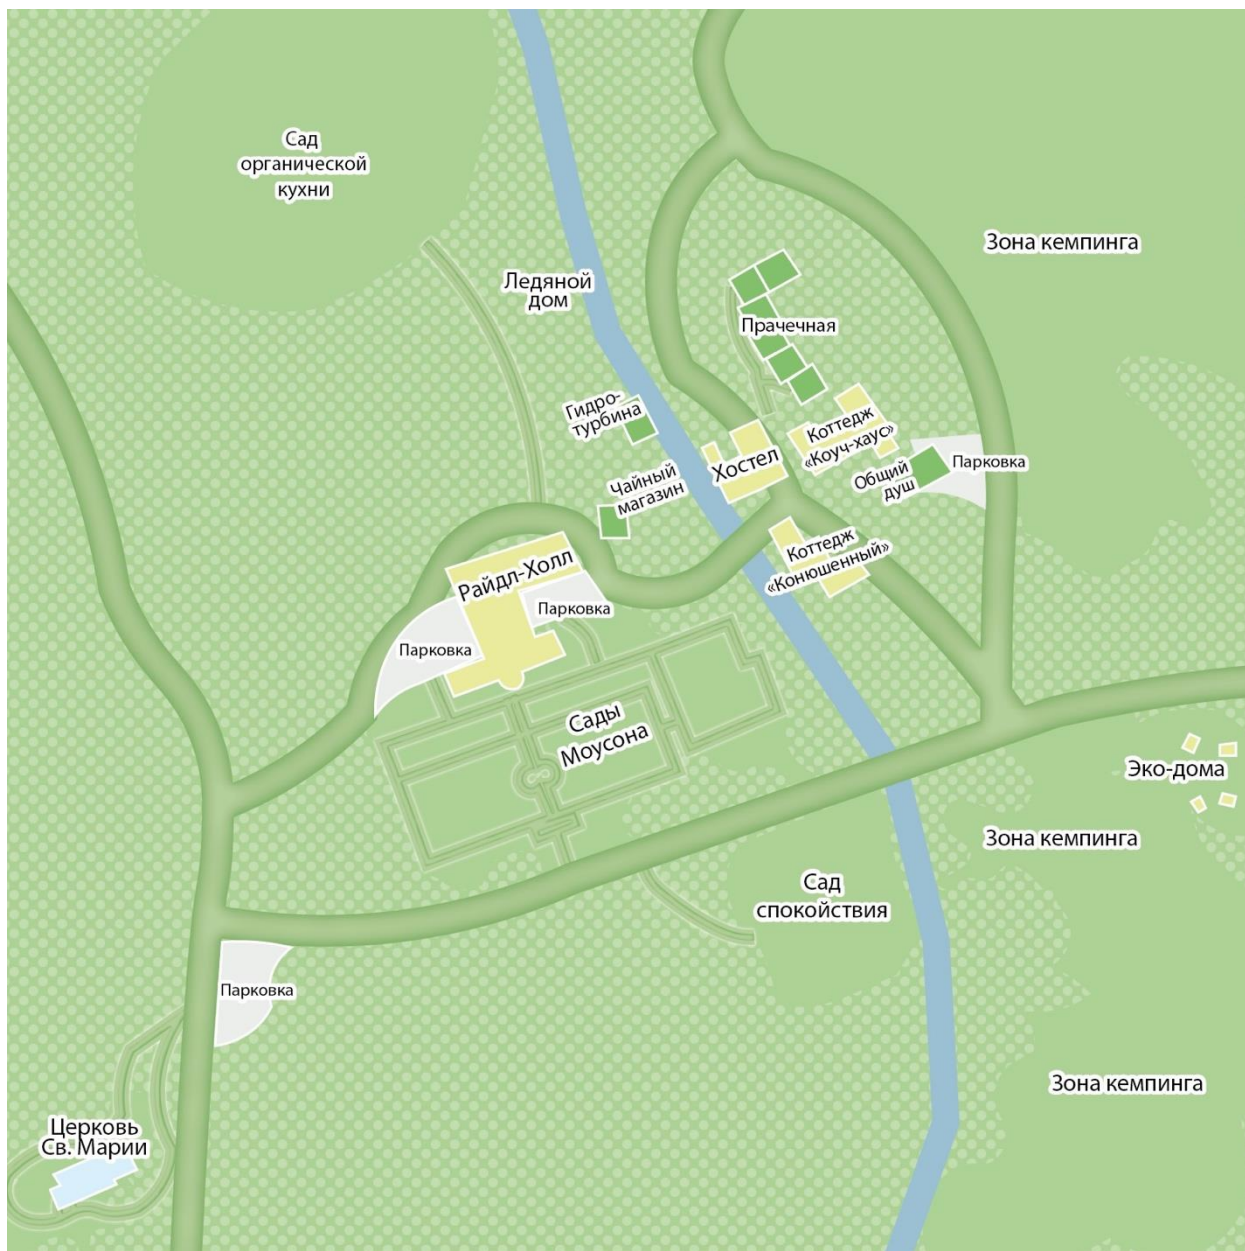 Сад
органической
кухни
Зона кемпинга
Ледяной
дом
Прачечная
Гидро-
турбина
Коттедж
«Коуч-хаус»
Хостел
Чайный
магазин
Общий
душ
Парковка
Коттедж
«Конюшенный»
Райдл-Холл
Парковка
Парковка
Сады
Моусона
Эко-дома
Зона кемпинга
Сад
спокойствия
Парковка
Зона кемпинга
Церковь
Св. Марии